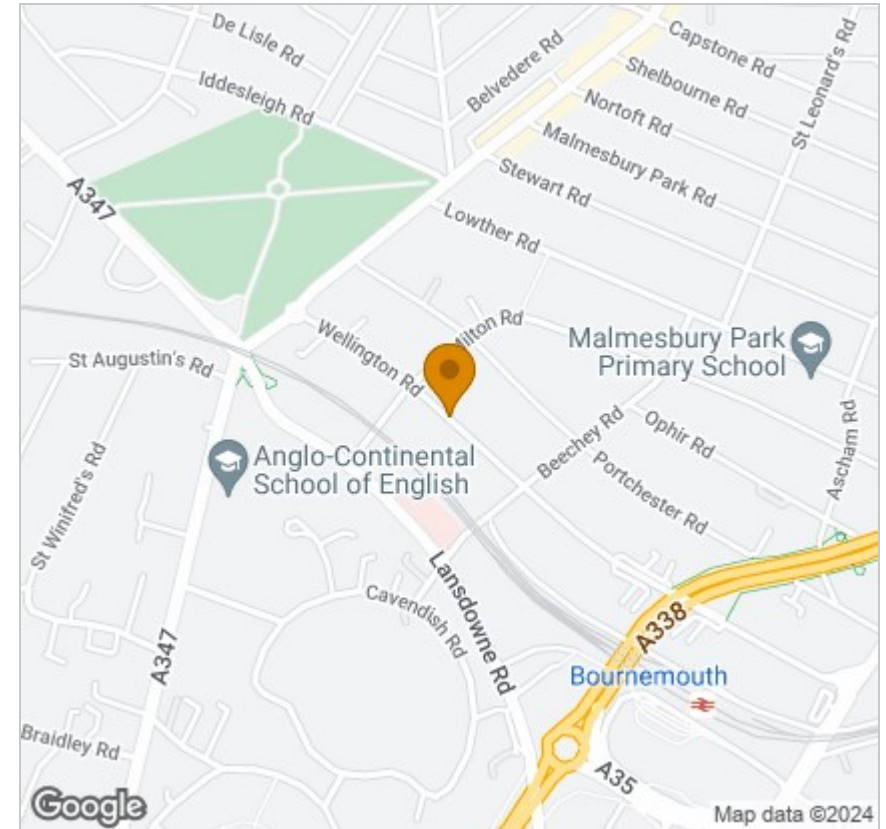 De Lisle Rd
Iddesleigh Rd
Belvedere Rd
Capstone Rd
Shelbourne Rd
Nortoft Rd
Malmesbury Park Rd
St Leonard's Rd
Stewart Rd
A347
Lowther Rd
Wellington Rd
Milton Rd
Malmesbury Park
Primary School
St Augustin's Rd
Anglo-Continental
School of English
Beechey Rd
Ophir Rd
Portchester Rd
Ascham Rd
St Winifred's Rd
Lansdowne Rd
Cavendish Rd
A338
A347
Bournemouth
Braidley Rd
A35
Google
Map data ©2024